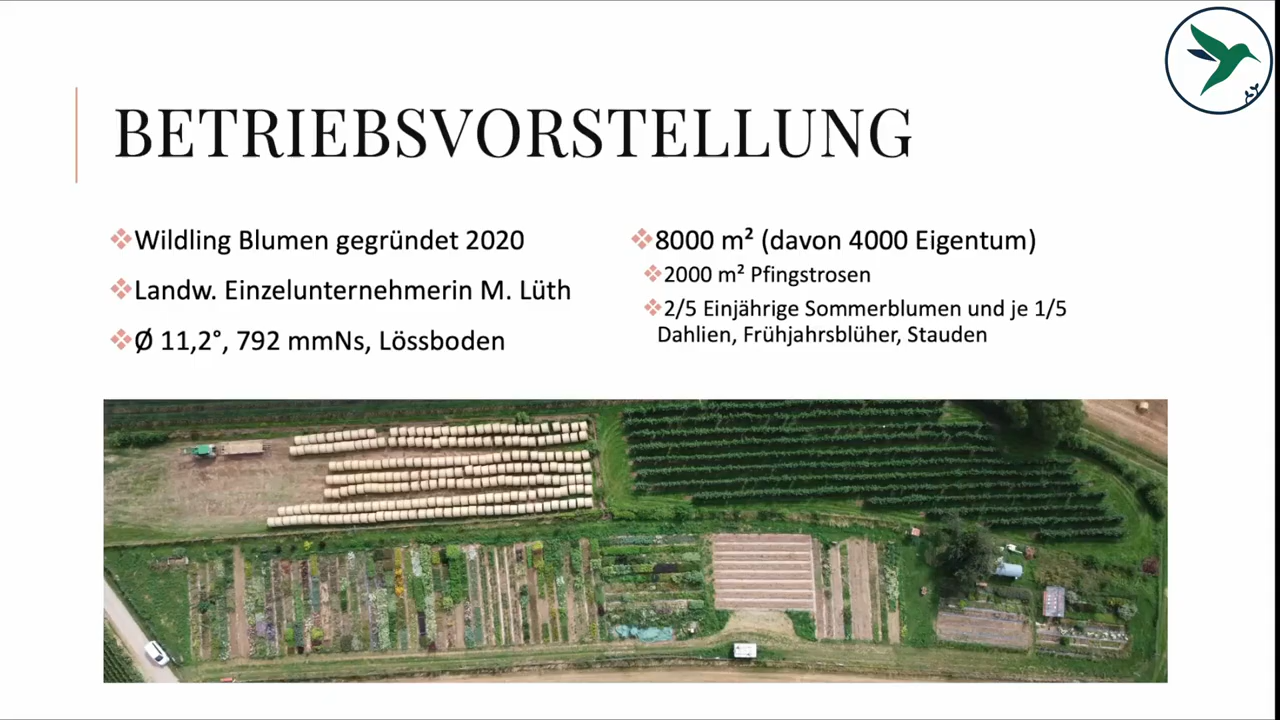 BETRIEBSVORSTELLUNG
Wildling Blumen gegründet 2020
Landw. Einzelunternehmerin M. Lüth
Ø 11,2°, 792 mmNs, Lössboden
8000 m² (davon 4000 Eigentum)
2000 m² Pfingstrosen
2/5 Einjährige Sommerblumen und je 1/5
Dahlien, Frühjahrsblüher, Stauden